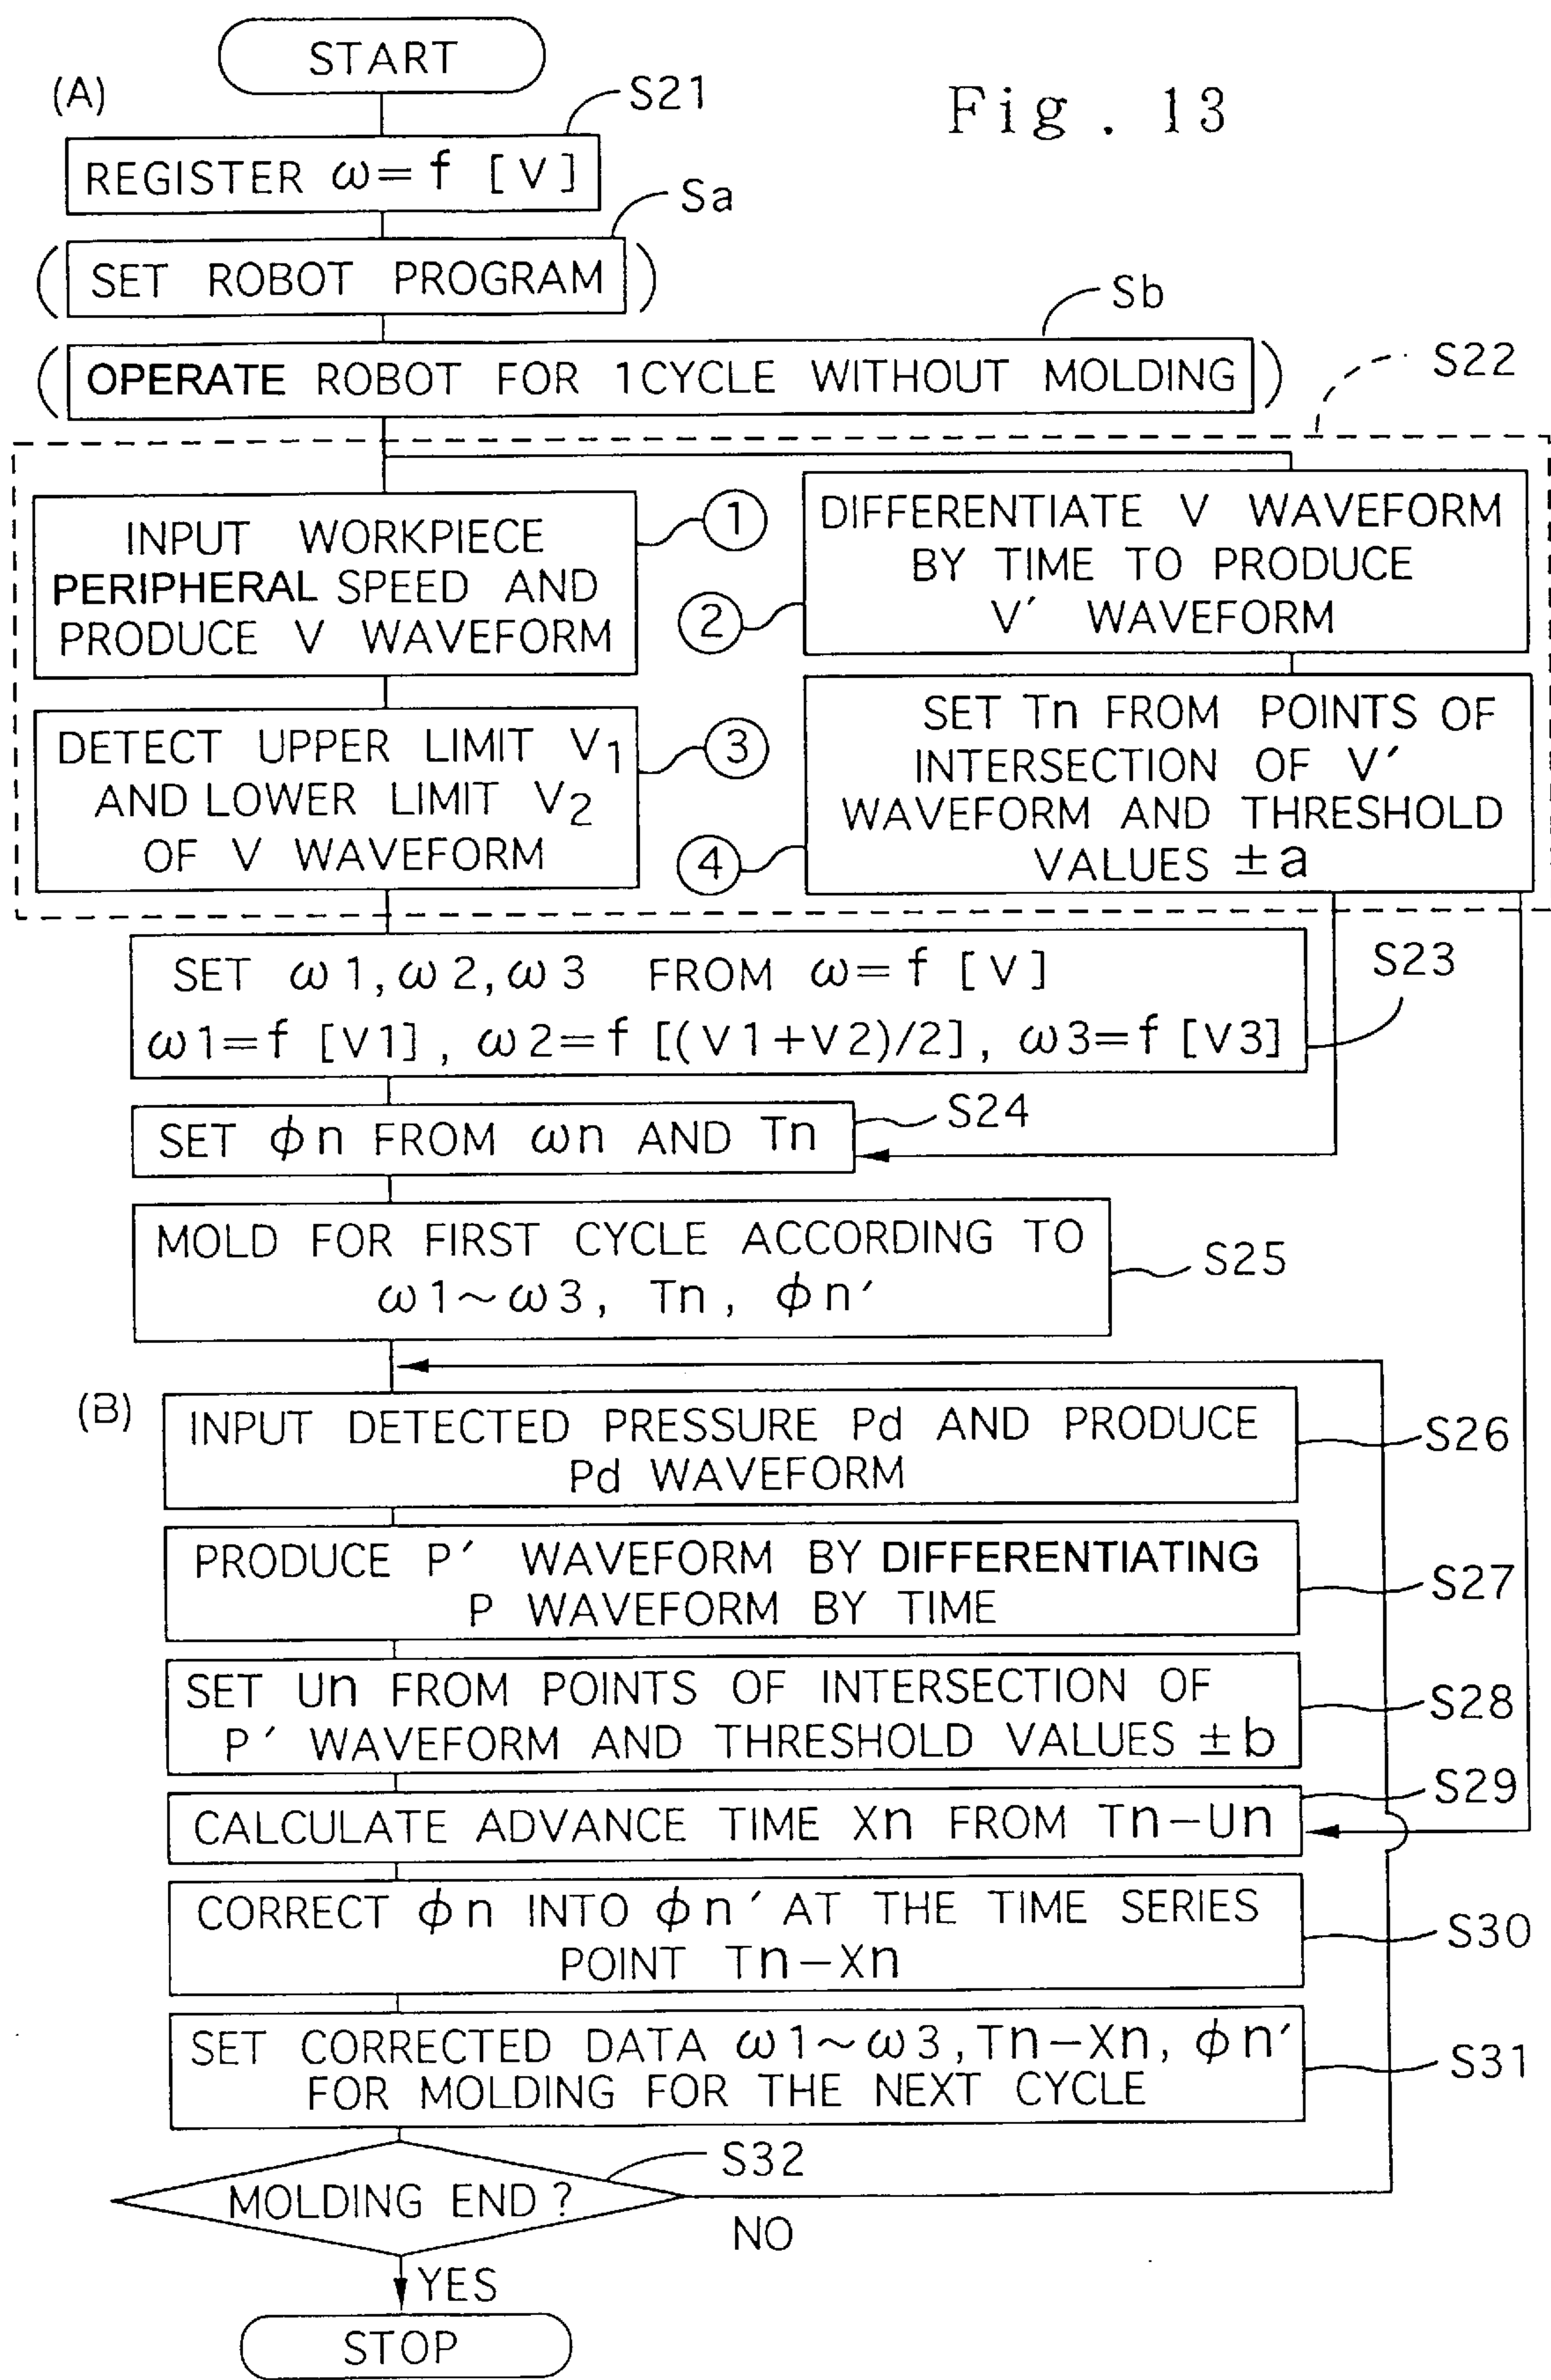 START
(A)
S21
Fig. 13
REGISTER ω=f [V]
Sa
(SET ROBOT PROGRAM)
Sb
(OPERATE ROBOT FOR 1CYCLE WITHOUT MOLDING)
S22
INPUT WORKPIECE
PERIPHERAL SPEED AND
PRODUCE V WAVEFORM
①
DIFFERENTIATE V WAVEFORM
BY TIME TO PRODUCE
V′ WAVEFORM
②
DETECT UPPER LIMIT V1
AND LOWER LIMIT V2
OF V WAVEFORM
③
SET Tn FROM POINTS OF
INTERSECTION OF V′
WAVEFORM AND THRESHOLD
VALUES ±a
④
SET ω1,ω2,ω3 FROM ω=f [V]
ω1=f [V1], ω2=f [(V1+V2)/2], ω3=f [V3]
S23
SET ϕn FROM ωn AND Tn
S24
MOLD FOR FIRST CYCLE ACCORDING TO
ω1~ω3, Tn, ϕn′
S25
(B)
INPUT DETECTED PRESSURE Pd AND PRODUCE
Pd WAVEFORM
S26
PRODUCE P′ WAVEFORM BY DIFFERENTIATING
P WAVEFORM BY TIME
S27
SET Un FROM POINTS OF INTERSECTION OF
P′ WAVEFORM AND THRESHOLD VALUES ±b
S28
CALCULATE ADVANCE TIME Xn FROM Tn−Un
S29
CORRECT ϕn INTO ϕn′ AT THE TIME SERIES
POINT Tn−Xn
S30
SET CORRECTED DATA ω1~ω3,Tn−Xn, ϕn′
FOR MOLDING FOR THE NEXT CYCLE
S31
S32
MOLDING END?
NO
YES
STOP